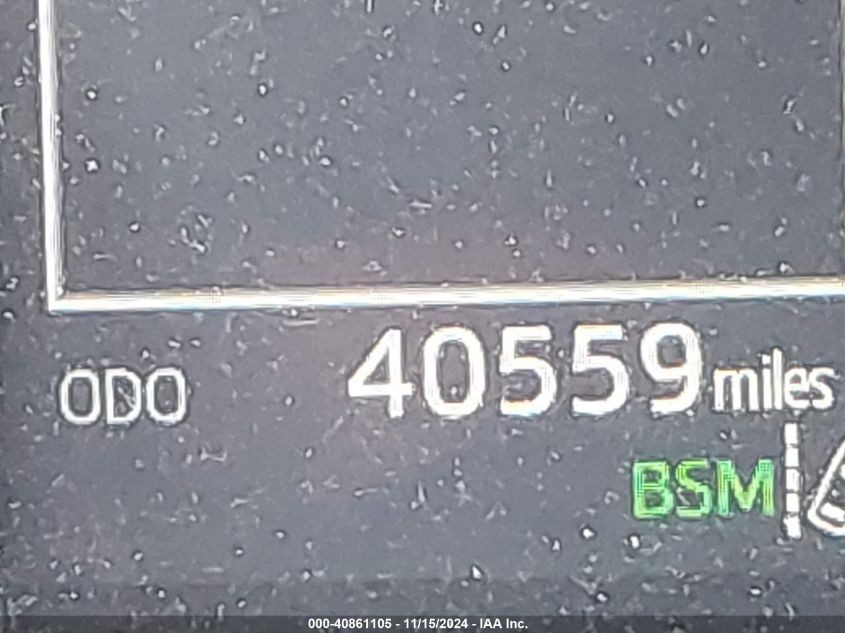 ODO 40559 miles
BSM
000-40861105 - 11/15/2024 - IAA Inc.